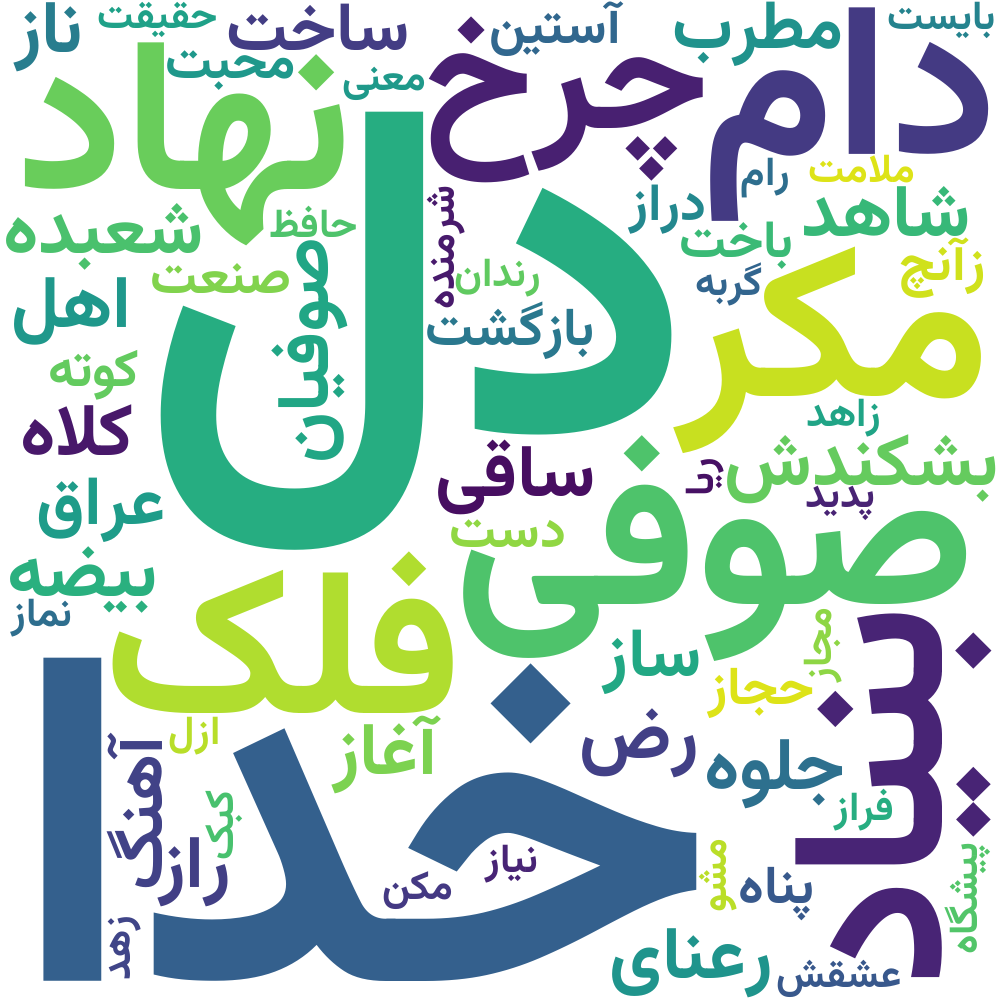 بایست
حقیقت
ناز
ساخت
آستین
مطرب
محبت
معنی
چرخ
دام
نهاد
دل
رام
ملامت
شاهد
دراز
شرمنده
حافظ
شعبده
باخت
زآنچ
گربه
رندان
صنعت
صوفیان
اهل
بازگشت
مکر
کوته
کلاه
زاهد
ساقی
بشکندش
ریا
پدید
عراق
دست
صوفی
بیضه
نماز
فلک
بنیاد
مجاز
ساز
حجاز
ازل
آغاز
رض
جلوه
خدا
آهنگ
کبک
فراز
راز
نیاز
مکن
مشو
پناه
پیشگاه
زهد
رعنای
عشقش